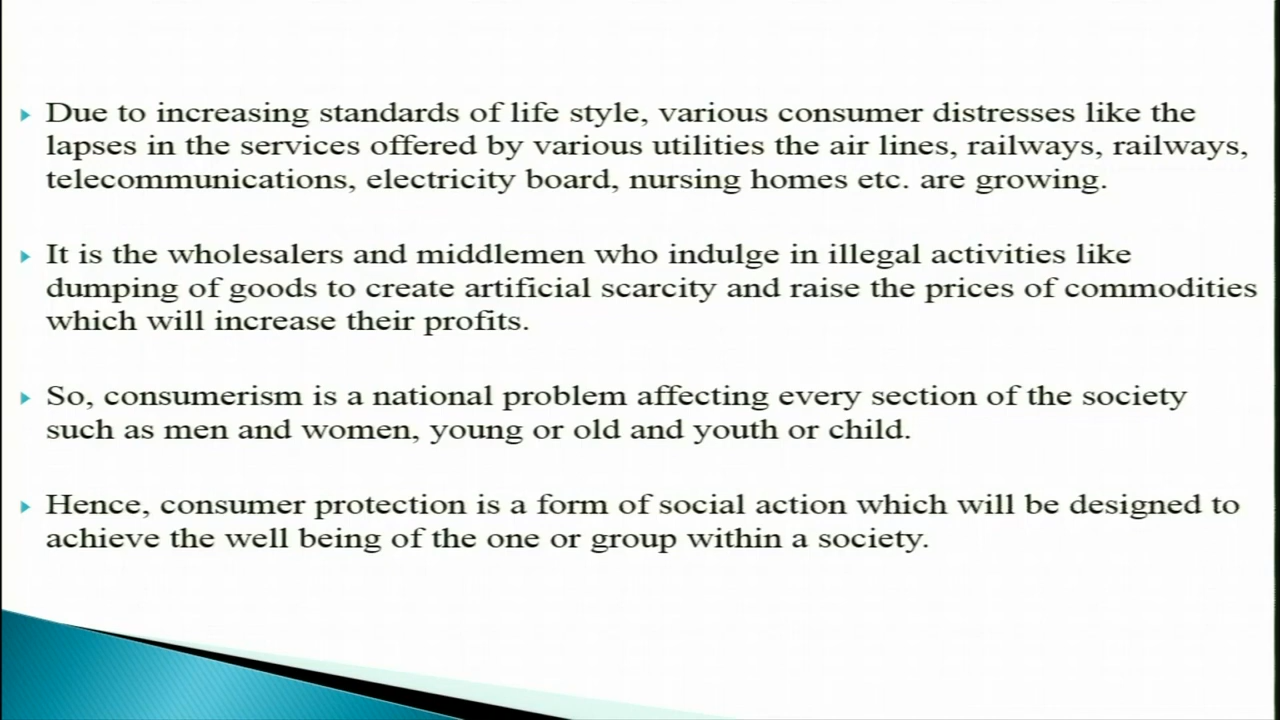 Due to increasing standards of life style, various consumer distresses like the
lapses in the services offered by various utilities the air lines, railways, railways,
telecommunications, electricity board, nursing homes etc. are growing.
It is the wholesalers and middlemen who indulge in illegal activities like
dumping of goods to create artificial scarcity and raise the prices of commodities
which will increase their profits.
So, consumerism is a national problem affecting every section of the society
such as men and women, young or old and youth or child.
Hence, consumer protection is a form of social action which will be designed to
achieve the well being of the one or group within a society.